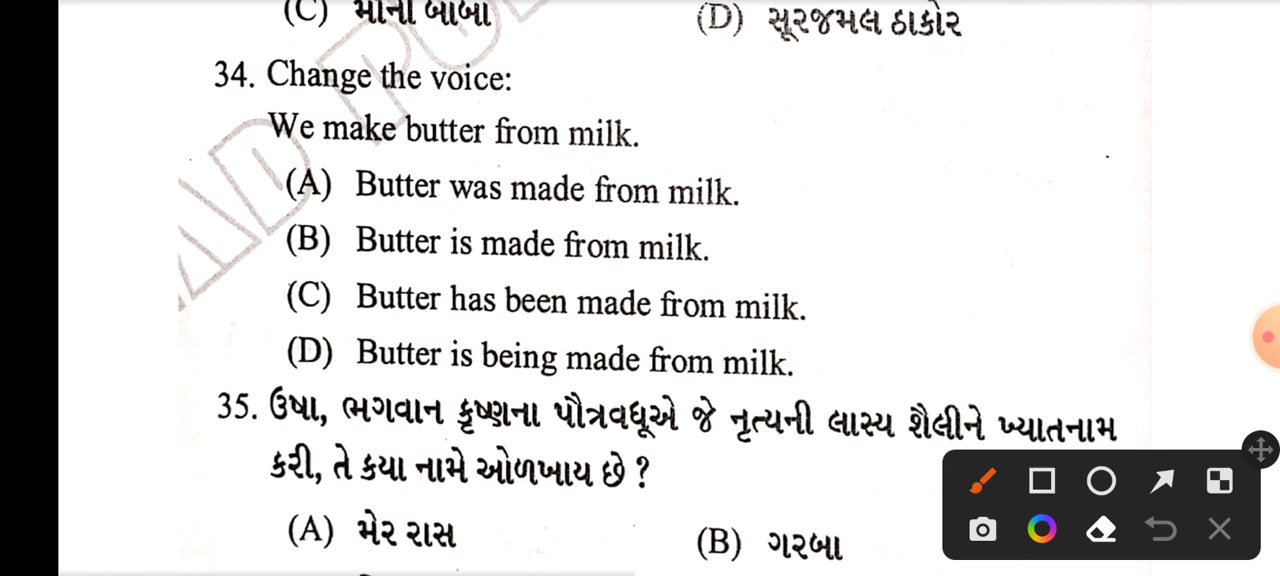 (C) મોની બાબા
(D) સૂરજમલ ઠાકોર
34. Change the voice:
We make butter from milk.
(A) Butter was made from milk.
(B) Butter is made from milk.
(C) Butter has been made from milk.
(D) Butter is being made from milk.
35. ઉષા, ભગવાન કૃષ્ણના પૌત્રવધૂએ જે નૃત્યની લાસ્ય શૈલીને ખ્યાતનામ
કરી, તે કયા નામે ઓળખાય છે ?
(A) મેર રાસ
(B) ગરબા